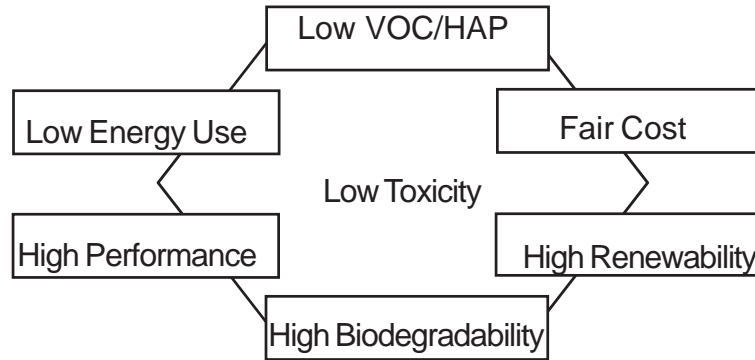 Low VOC/HAP
Low Energy Use
Fair Cost
Low Toxicity
High Performance
High Renewability
High Biodegradability